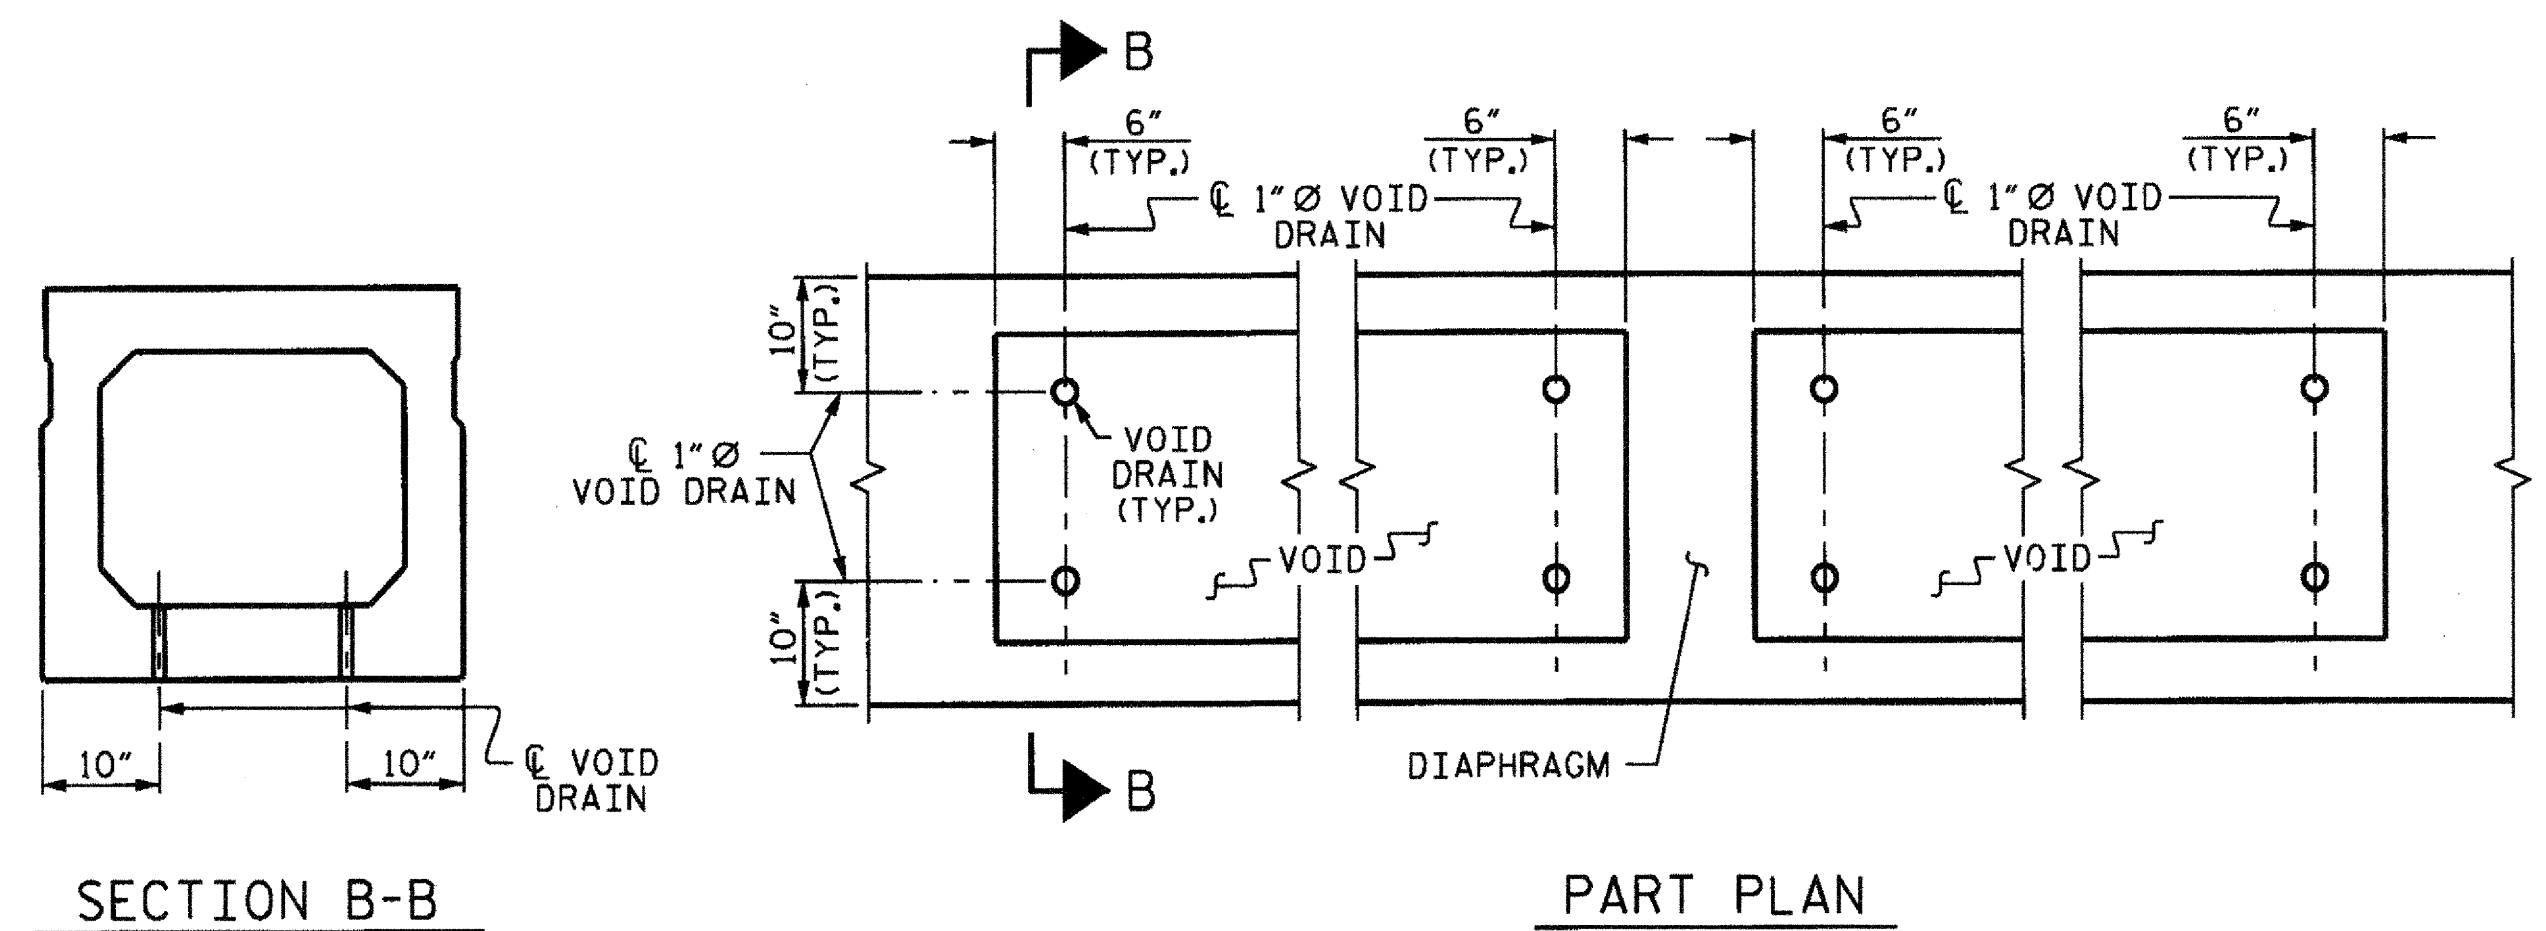 B
6" 6" 6" 6"
(TYP.) (TYP.) (TYP.) (TYP.)
℄ 1" Ø VOID
DRAIN
℄ 1" Ø VOID
DRAIN
10"
(TYP.)
℄ 1" Ø
VOID DRAIN
VOID
DRAIN
(TYP.)
VOID
VOID
10"
(TYP.)
DIAPHRAGM
B
10"
10"
℄ VOID
DRAIN
SECTION B-B
PART PLAN